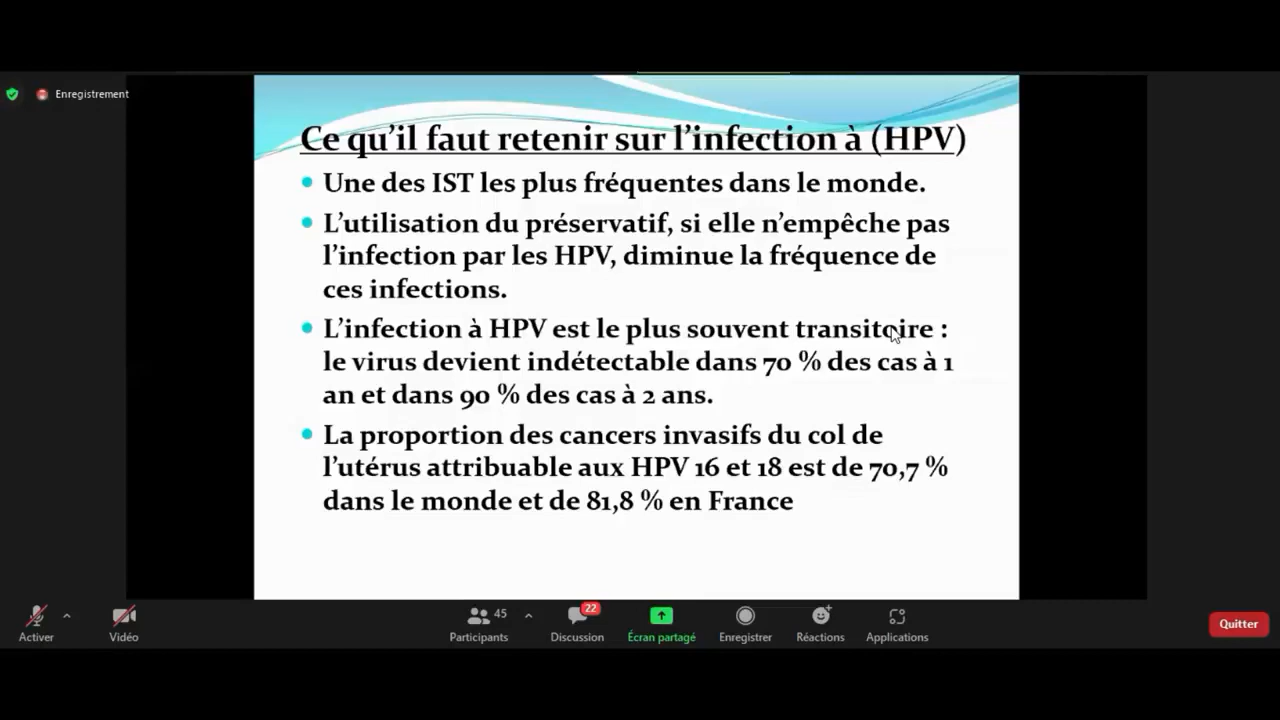 Enregistrement
Ce qu'il faut retenir sur l'infection à (HPV)
• Une des IST les plus fréquentes dans le monde.
• L'utilisation du préservatif, si elle n'empêche pas
l'infection par les HPV, diminue la fréquence de
ces infections.
• L'infection à HPV est le plus souvent transitoire :
le virus devient indétectable dans 70 % des cas à 1
an et dans 90 % des cas à 2 ans.
• La proportion des cancers invasifs du col de
l'utérus attribuable aux HPV 16 et 18 est de 70,7 %
dans le monde et de 81,8 % en France
45
22
Activer
Vidéo
Participants
Discussion
Écran partagé
Enregistrer
Réactions
Applications
Quitter